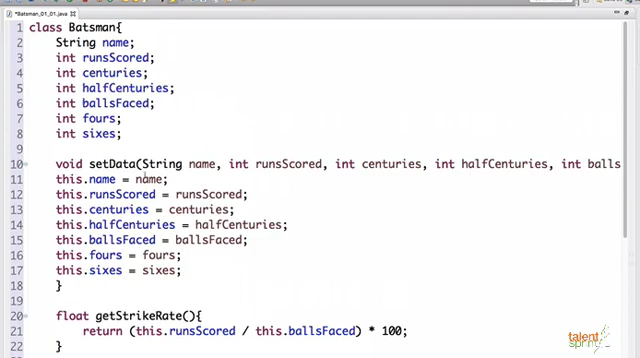 *Batsman_01_01.java
1 class Batsman{
2 String name;
3 int runsScored;
4 int centuries;
5 int halfCenturies;
6 int ballsFaced;
7 int fours;
8 int sixes;
9
10 void setData(String name, int runsScored, int centuries, int halfCenturies, int balls
11 this.name = name;
12 this.runsScored = runsScored;
13 this.centuries = centuries;
14 this.halfCenturies = halfCenturies;
15 this.ballsFaced = ballsFaced;
16 this.fours = fours;
17 this.sixes = sixes;
18 }
19
20 float getStrikeRate(){
21 return (this.runsScored / this.ballsFaced) * 100;
22 }
talent
sprint